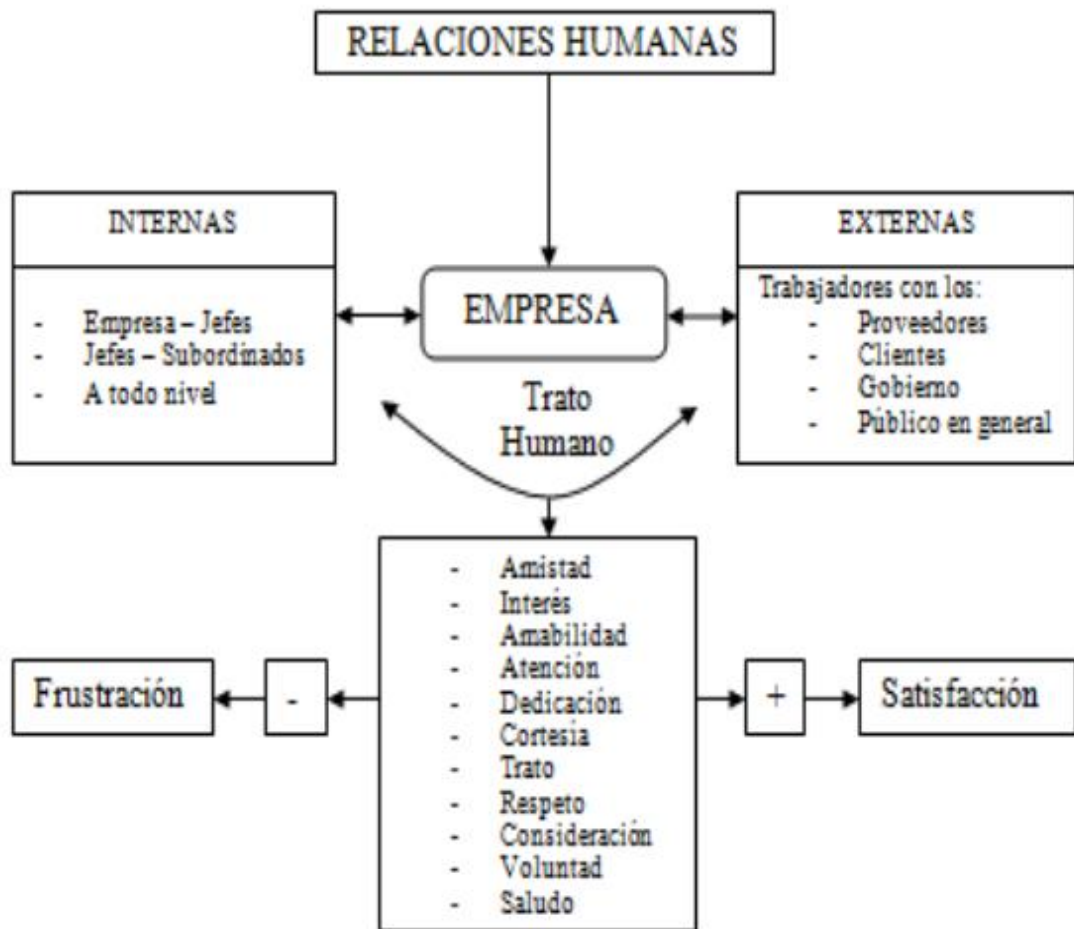 RELACIONES HUMANAS
INTERNAS
- Empresa – Jefes
- Jefes – Subordinados
- A todo nivel
EMPRESA
EXTERNAS
Trabajadores con los:
- Proveedores
- Clientes
- Gobierno
- Público en general
Trato
Humano
- Amistad
- Interés
- Amabilidad
- Atención
- Dedicación
- Cortesía
- Trato
- Respeto
- Consideración
- Voluntad
- Saludo
Frustración
-
+
Satisfacción